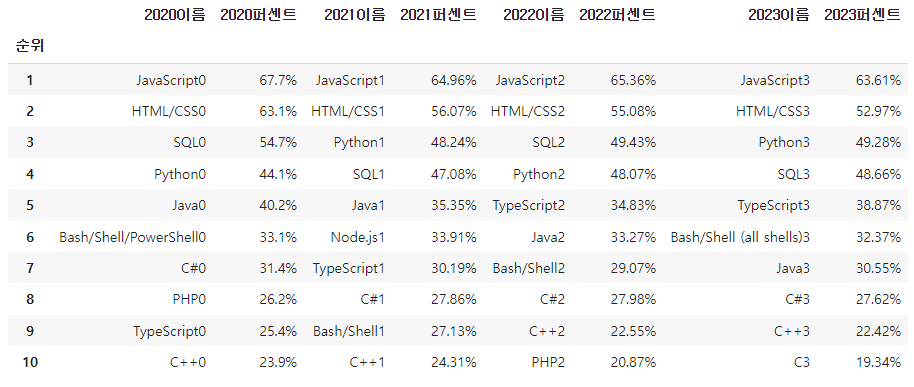 2020이름 2020퍼센트 2021이름 2021퍼센트 2022이름 2022퍼센트 2023이름 2023퍼센트
순위
1 JavaScript0 67.7% JavaScript1 64.96% JavaScript2 65.36% JavaScript3 63.61%
2 HTML/CSS0 63.1% HTML/CSS1 56.07% HTML/CSS2 55.08% HTML/CSS3 52.97%
3 SQL0 54.7% Python1 48.24% SQL2 49.43% Python3 49.28%
4 Python0 44.1% SQL1 47.08% Python2 48.07% SQL3 48.66%
5 Java0 40.2% Java1 35.35% TypeScript2 34.83% TypeScript3 38.87%
6 Bash/Shell/PowerShell0 33.1% Node.js1 33.91% Java2 33.27% Bash/Shell (all shells)3 32.37%
7 C#0 31.4% TypeScript1 30.19% Bash/Shell2 29.07% Java3 30.55%
8 PHP0 26.2% C#1 27.86% C#2 27.98% C#3 27.62%
9 TypeScript0 25.4% Bash/Shell1 27.13% C++2 22.55% C++3 22.42%
10 C++0 23.9% C++1 24.31% PHP2 20.87% C3 19.34%